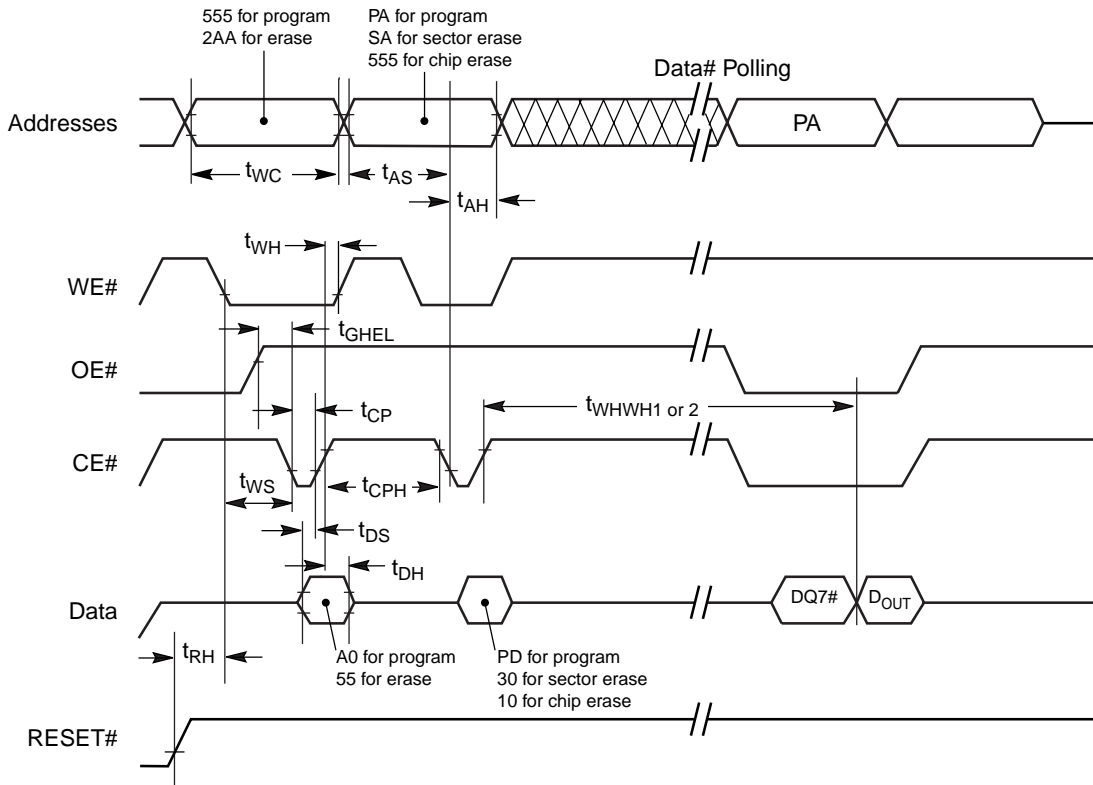 555 for program
2AA for erase
PA for program
SA for sector erase
555 for chip erase
Data# Polling
Addresses
PA
tWC
tAS
tAH
tWH
WE#
tGHEL
OE#
tCP
tWHWH1 or 2
CE#
tWS
tCPH
tDS
tDH
Data
DQ7#
DOUT
tRH
A0 for program
55 for erase
PD for program
30 for sector erase
10 for chip erase
RESET#